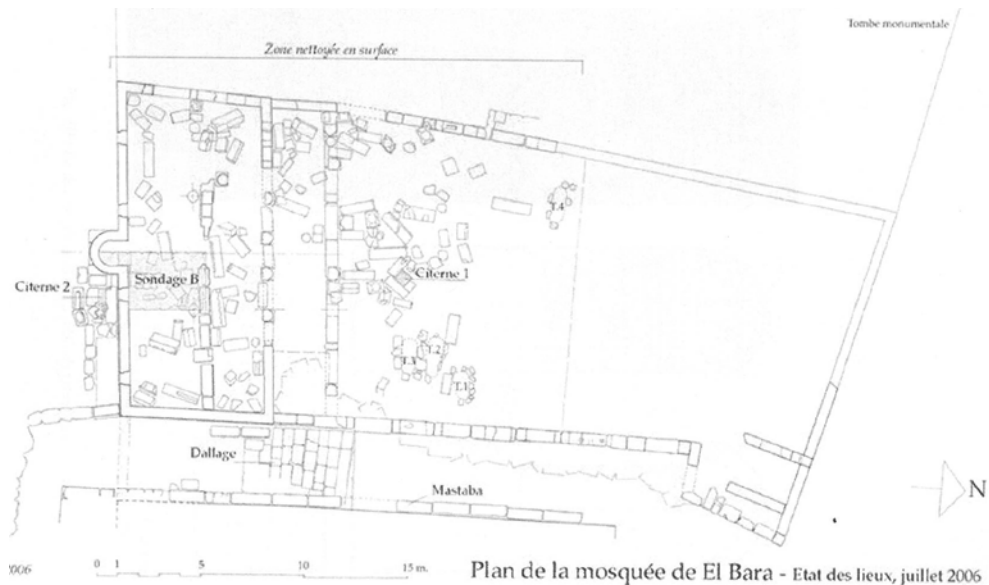 Tombe monumentale
Zone nettoyée en surface
T.4
Citerne 1
Sondage B
Citerne 2
T.3
T.2
T.1
Dallage
Mastaba
N
2006
0 1 5 10 15 m.
Plan de la mosquée de El Bara - Etat des lieux, juillet 2006